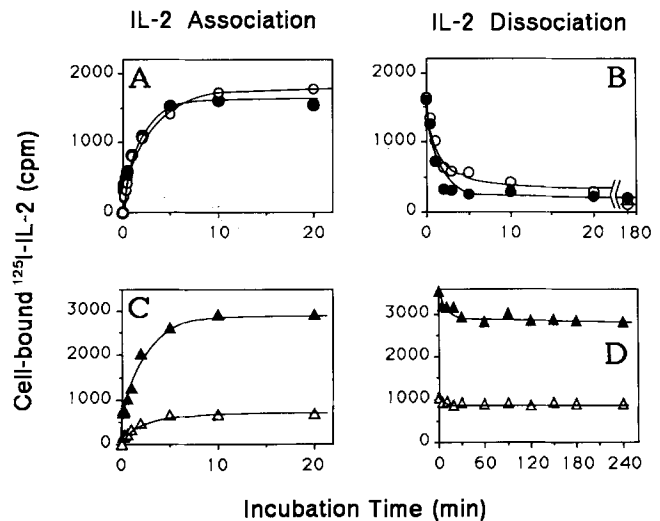 IL-2 Association
IL-2 Dissociation
Cell-bound ¹²⁵I-IL-2 (cpm)
A
2000
1000
0
0 10 20
B
2000
1000
0
0 10 20 180
C
3000
2000
1000
0
0 10 20
D
3000
2000
1000
0
0 60 120 180 240
Incubation Time (min)